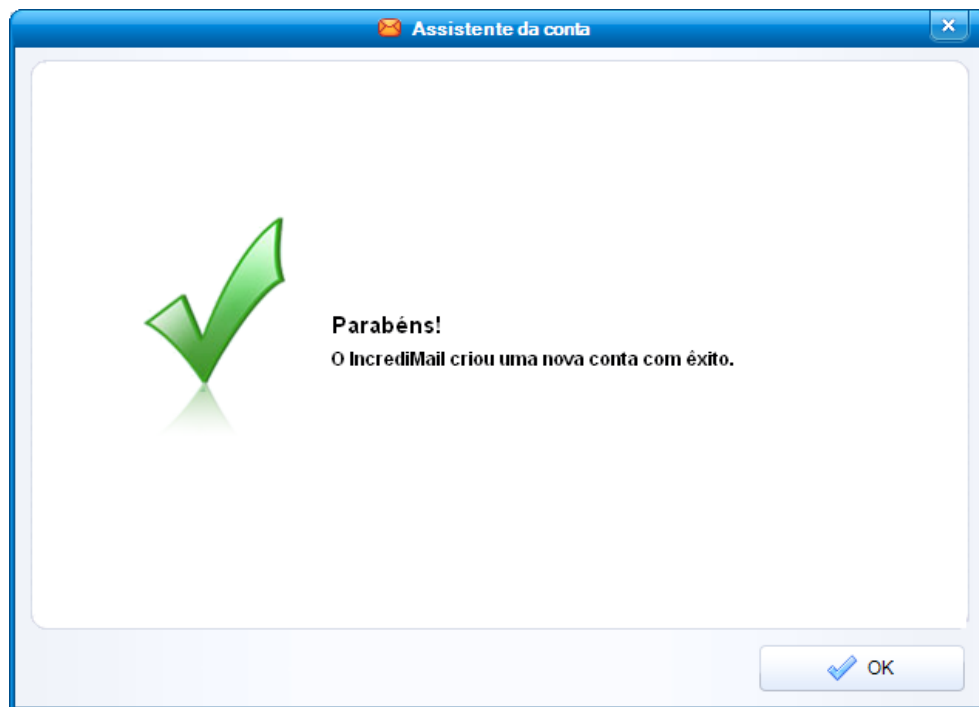 Assistente da conta
Parabéns!
O IncrediMail criou uma nova conta com êxito.
OK